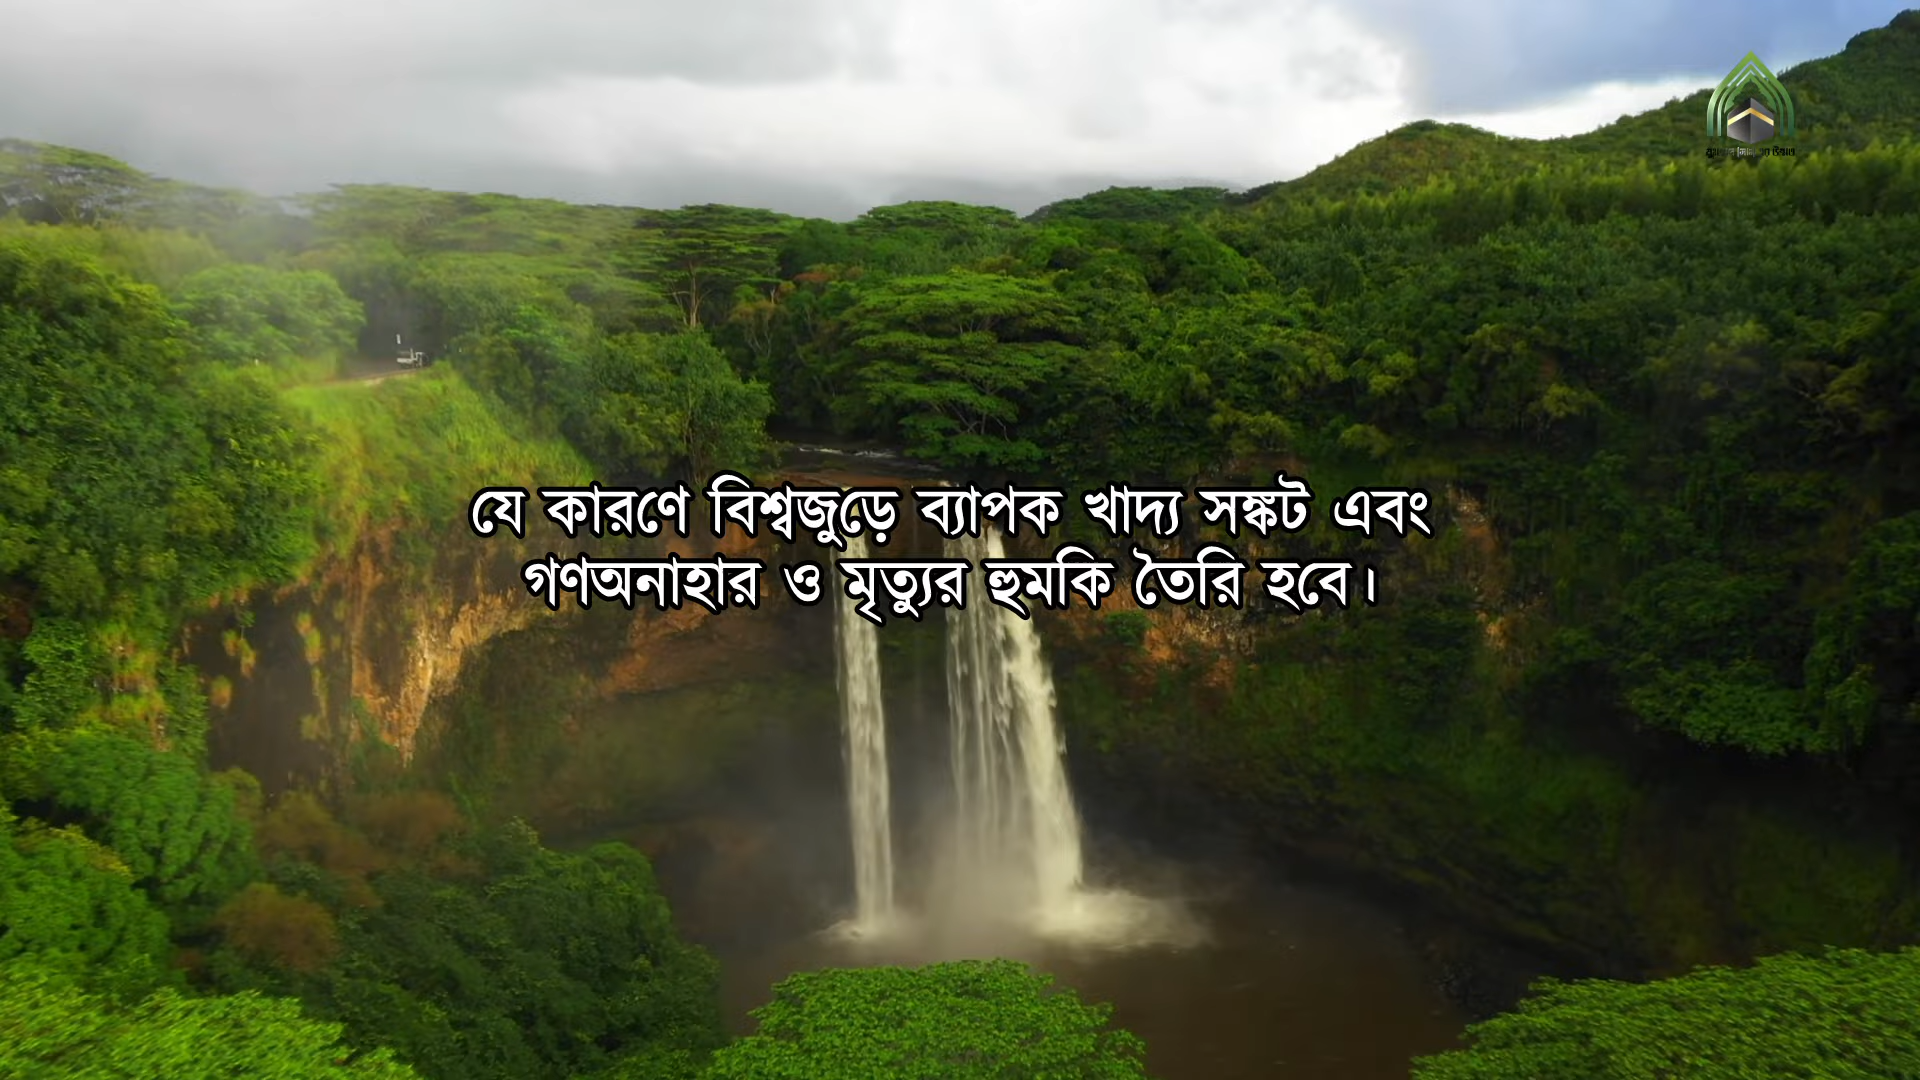 যে কারণে বিশ্বজুড়ে ব্যাপক খাদ্য সঙ্কট এবং
গণঅনাহার ও মৃত্যুর হুমকি তৈরি হবে।